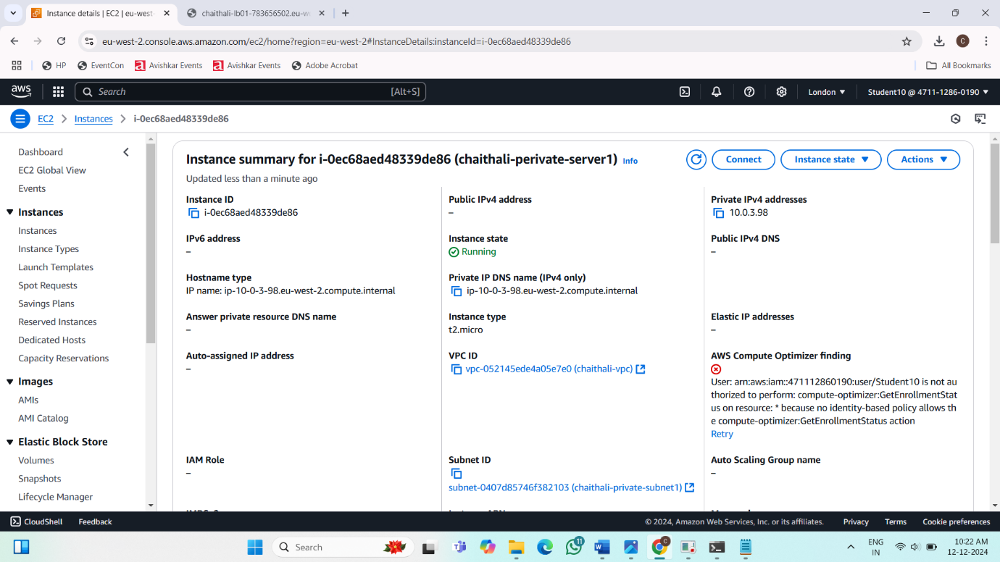 Instance details | EC2 | eu-west-
chaithali-lb01-783656502.eu-w
eu-west-2.console.aws.amazon.com/ec2/home?region=eu-west-2#InstanceDetails:instanceId=i-0ec68aed48339de86
C
HP
EventCon
Avishkar Events
Avishkar Events
Adobe Acrobat
All Bookmarks
aws
Search
[Alt+S]
London
Student10 @ 4711-1286-0190
EC2
Instances
i-0ec68aed48339de86
Dashboard
EC2 Global View
Events
Instances
Instances
Instance Types
Launch Templates
Spot Requests
Savings Plans
Reserved Instances
Dedicated Hosts
Capacity Reservations
Images
AMIs
AMI Catalog
Elastic Block Store
Volumes
Snapshots
Lifecycle Manager
Instance summary for i-0ec68aed48339de86 (chaithali-perivate-server1) Info
Updated less than a minute ago
Connect
Instance state
Actions
Instance ID
i-0ec68aed48339de86
Public IPv4 address
–
Private IPv4 addresses
10.0.3.98
IPv6 address
–
Instance state
Running
Public IPv4 DNS
–
Hostname type
IP name: ip-10-0-3-98.eu-west-2.compute.internal
Private IP DNS name (IPv4 only)
ip-10-0-3-98.eu-west-2.compute.internal
Answer private resource DNS name
–
Instance type
t2.micro
Elastic IP addresses
–
Auto-assigned IP address
–
VPC ID
vpc-052145ede4a05e7e0 (chaithali-vpc)
AWS Compute Optimizer finding
User: arn:aws:iam::471112860190:user/Student10 is not au
thorized to perform: compute-optimizer:GetEnrollmentStat
us on resource: * because no identity-based policy allows th
e compute-optimizer:GetEnrollmentStatus action
Retry
IAM Role
–
Subnet ID
subnet-0407d85746f382103 (chaithali-private-subnet1)
Auto Scaling Group name
–
CloudShell
Feedback
© 2024, Amazon Web Services, Inc. or its affiliates.
Privacy
Terms
Cookie preferences
Search
11
C
ENG
IN
10:22 AM
12-12-2024